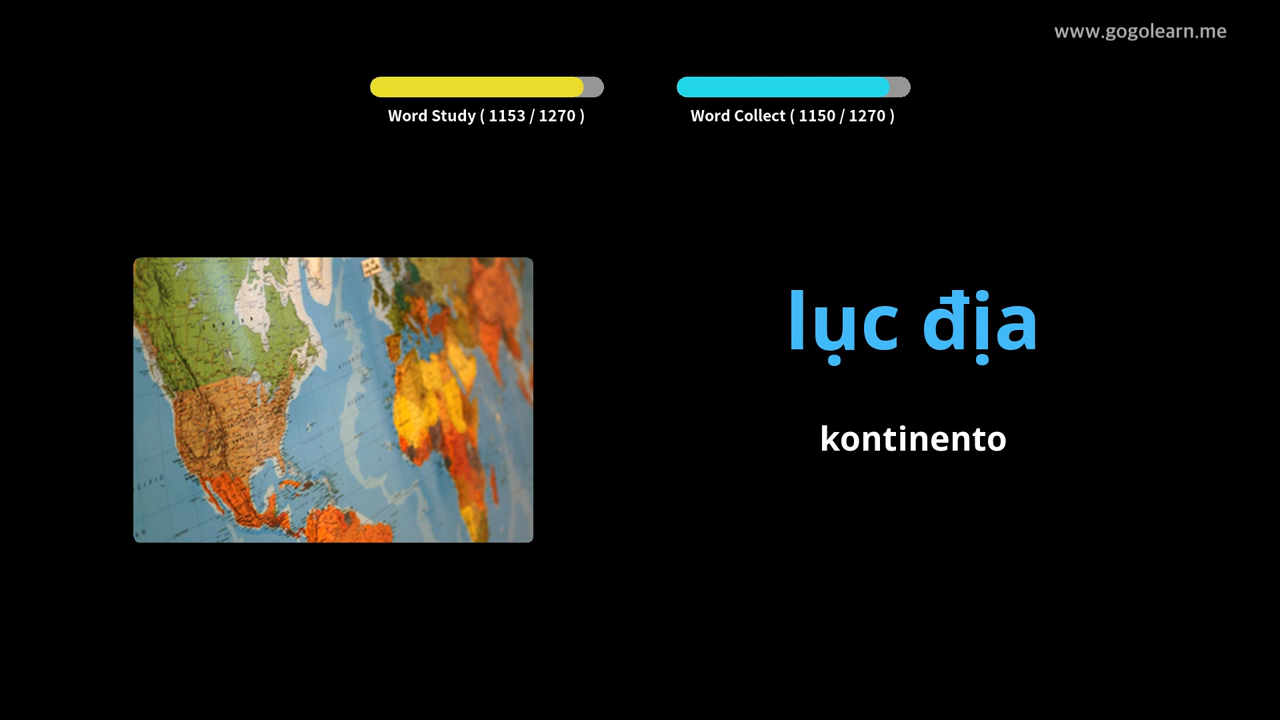 www.gogolearn.me
Word Study ( 1153 / 1270 )
Word Collect ( 1150 / 1270 )
lục địa
kontinento